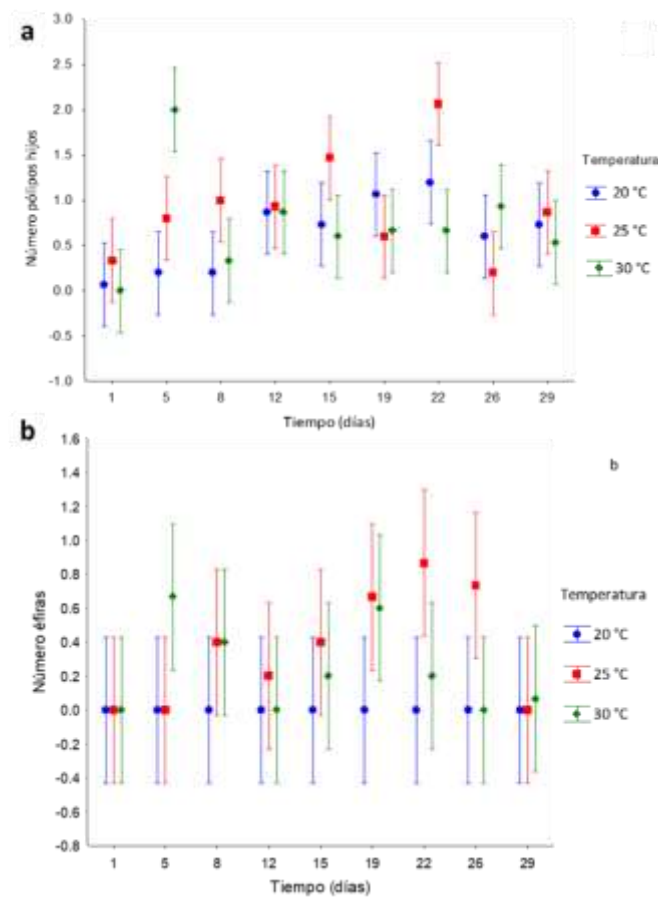 a
3.0
2.5
2.0
1.5
1.0
0.5
0.0
-0.5
-1.0
Número pólipos hijos
1 5 8 12 15 19 22 26 29
Tiempo (días)
Temperatura
20 °C
25 °C
30 °C
b
1.6
1.4
1.2
1.0
0.8
0.6
0.4
0.2
0.0
-0.2
-0.4
-0.6
-0.8
Número éfiras
1 5 8 12 15 19 22 26 29
Tiempo (días)
b
Temperatura
20 °C
25 °C
30 °C